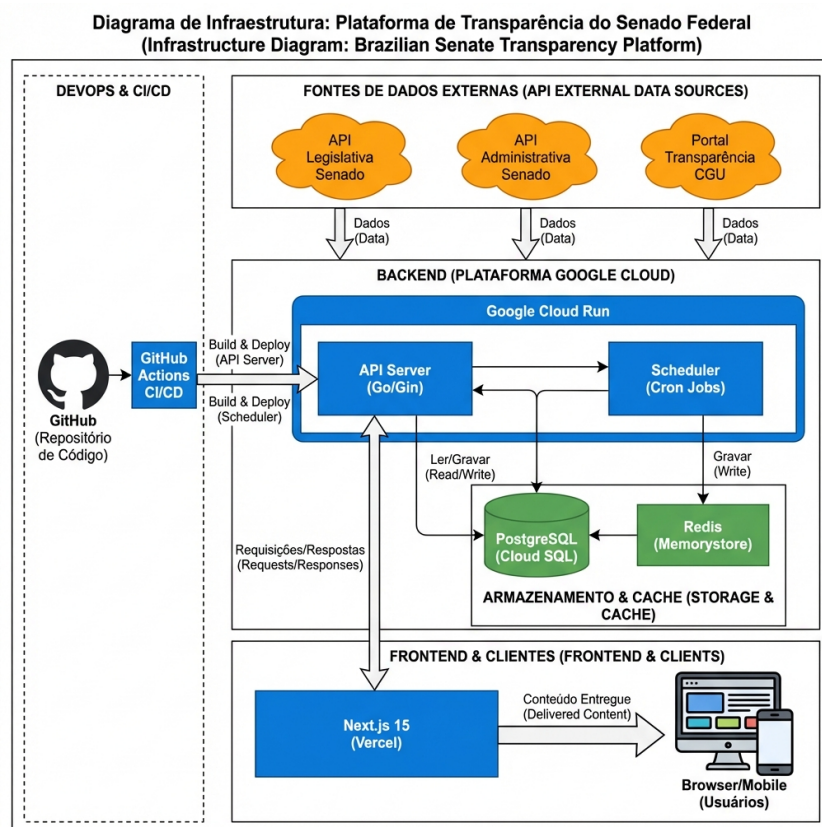 Diagrama de Infraestrutura: Plataforma de Transparência do Senado Federal
(Infrastructure Diagram: Brazilian Senate Transparency Platform)
DEVOPS & CI/CD
FONTES DE DADOS EXTERNAS (API EXTERNAL DATA SOURCES)
API
Legislativa
Senado
API
Administrativa
Senado
Portal
Transparência
CGU
Dados
(Data)
Dados
(Data)
Dados
(Data)
BACKEND (PLATAFORMA GOOGLE CLOUD)
Google Cloud Run
GitHub
(Repositório
de Código)
GitHub
Actions
CI/CD
Build & Deploy
(API Server)
Build & Deploy
(Scheduler)
API Server
(Go/Gin)
Scheduler
(Cron Jobs)
Ler/Gravar
(Read/Write)
Gravar
(Write)
PostgreSQL
(Cloud SQL)
Redis
(Memorystore)
ARMAZENAMENTO & CACHE (STORAGE &
CACHE)
Requisições/Respostas
(Requests/Responses)
FRONTEND & CLIENTES (FRONTEND & CLIENTS)
Next.js 15
(Vercel)
Conteúdo Entregue
(Delivered Content)
Browser/Mobile
(Usuários)